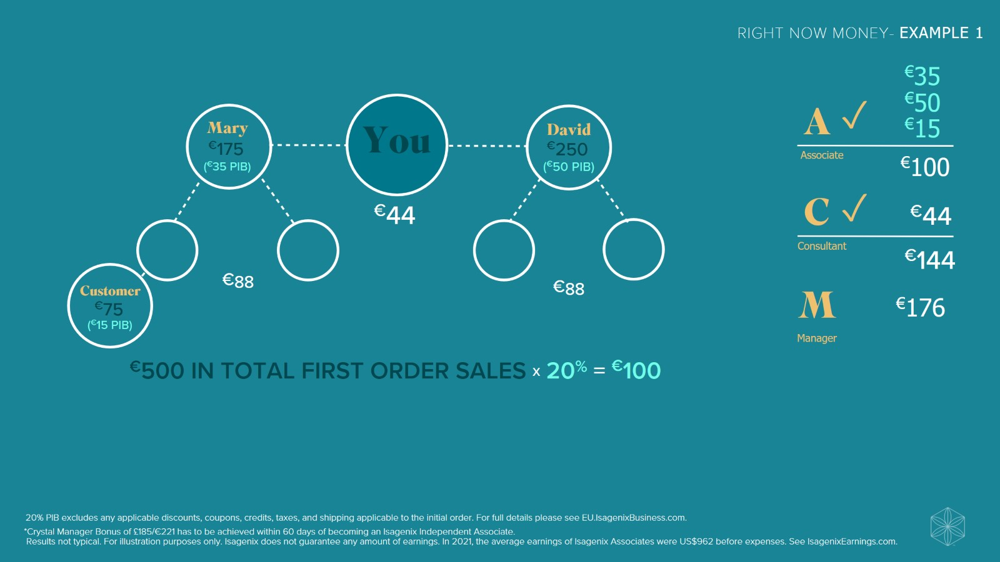 RIGHT NOW MONEY- EXAMPLE 1
Mary
€175
(€35 PIB)
You
€44
David
€250
(€50 PIB)
€88
€88
Customer
€75
(€15 PIB)
€500 IN TOTAL FIRST ORDER SALES x 20% = €100
€35
€50
€15
A ✓
Associate
€100
C ✓ €44
Consultant
€144
M €176
Manager
20% PIB excludes any applicable discounts, coupons, credits, taxes, and shipping applicable to the initial order. For full details please see EU.IsagenixBusiness.com.
*Crystal Manager Bonus of £185/€221 has to be achieved within 60 days of becoming an Isagenix Independent Associate.
Results not typical. For illustration purposes only. Isagenix does not guarantee any amount of earnings. In 2021, the average earnings of Isagenix Associates were US$962 before expenses. See IsagenixEarnings.com.